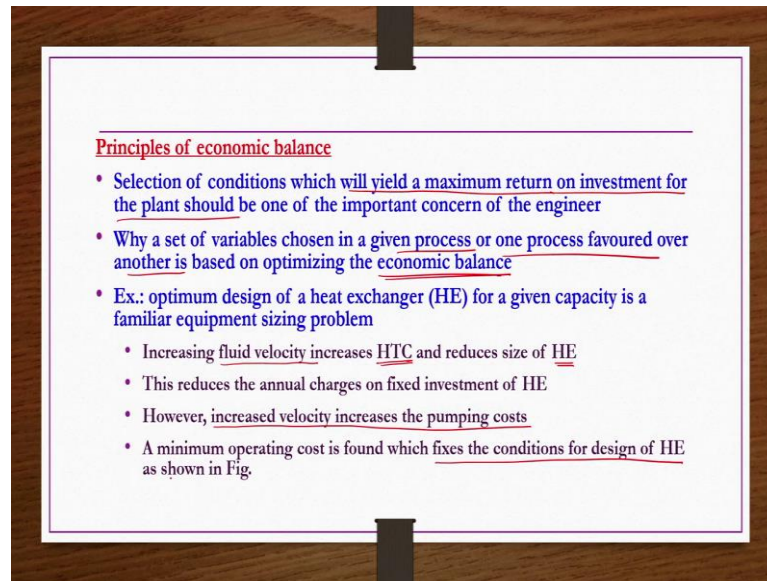 Principles of economic balance
• Selection of conditions which will yield a maximum return on investment for
the plant should be one of the important concern of the engineer
• Why a set of variables chosen in a given process or one process favoured over
another is based on optimizing the economic balance
• Ex.: optimum design of a heat exchanger (HE) for a given capacity is a
familiar equipment sizing problem
• Increasing fluid velocity increases HTC and reduces size of HE
• This reduces the annual charges on fixed investment of HE
• However, increased velocity increases the pumping costs
• A minimum operating cost is found which fixes the conditions for design of HE
as shown in Fig.